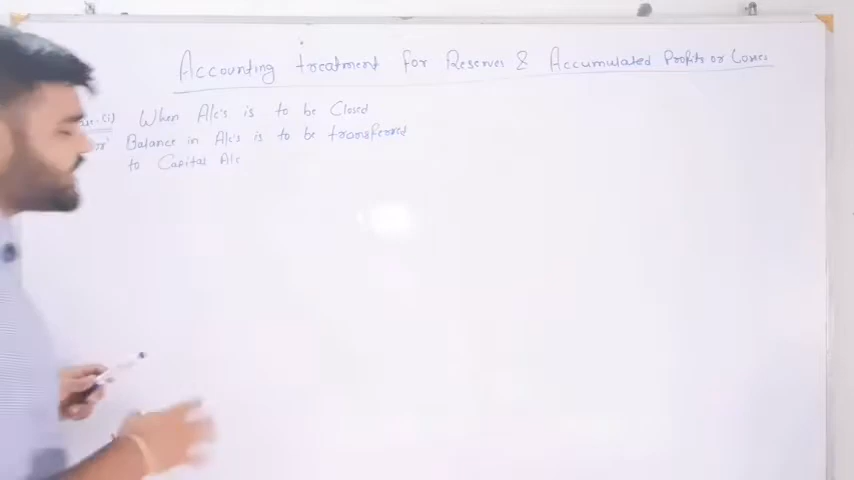 Accounting treatment for Reserves & Accumulated Profits or Losses
(i) When A/c's is to be Closed
or Balance in A/c's is to be transferred
to Capital A/c